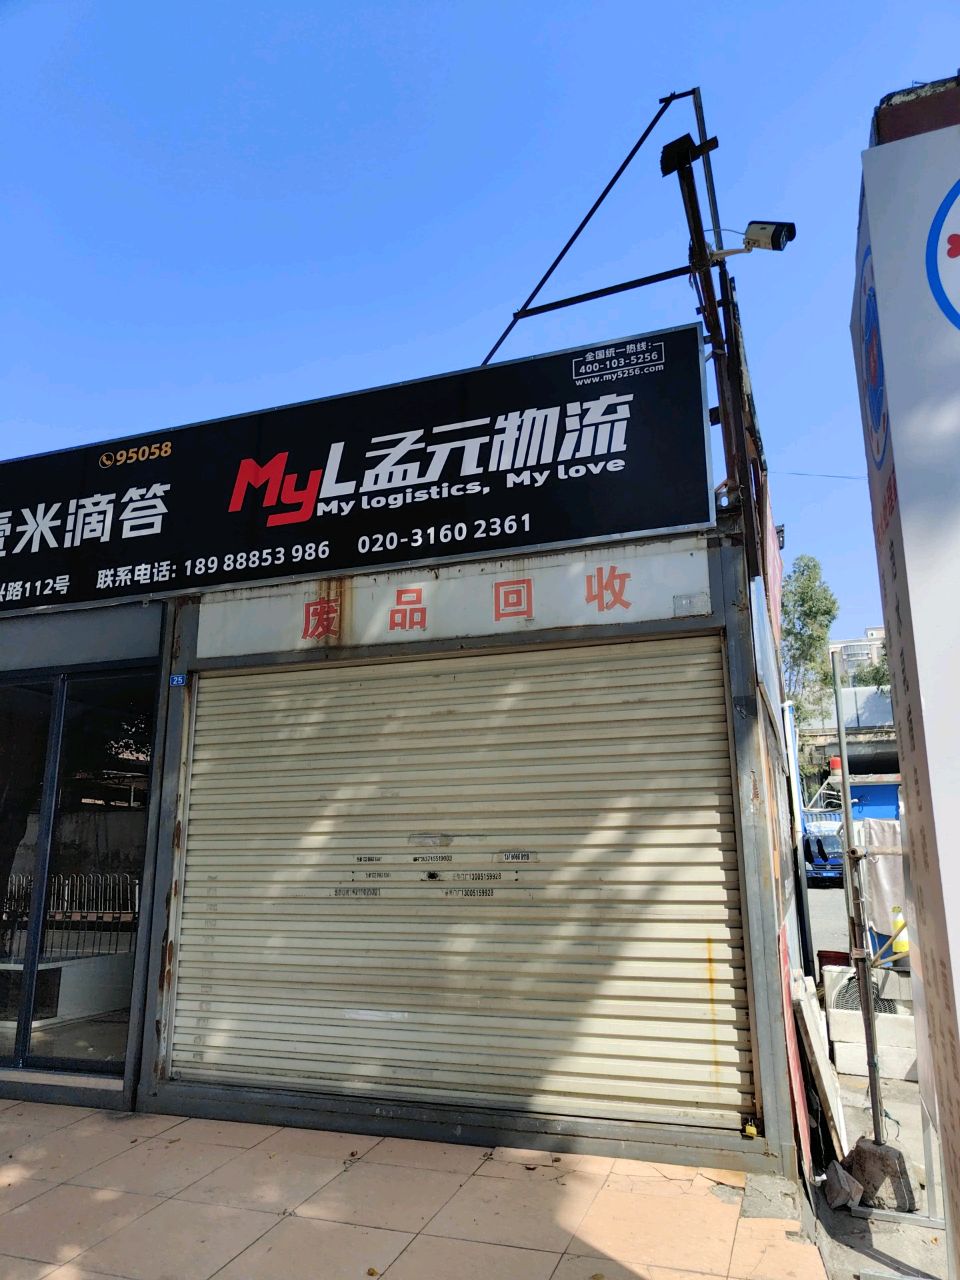 全国统一热线:
400-103-5256
www.my5256.com
95058
壹米滴答
MyL孟元物流
My logistics, My love
路112号
联系电话: 189 88853 986
020-3160 2361
废品回收
25